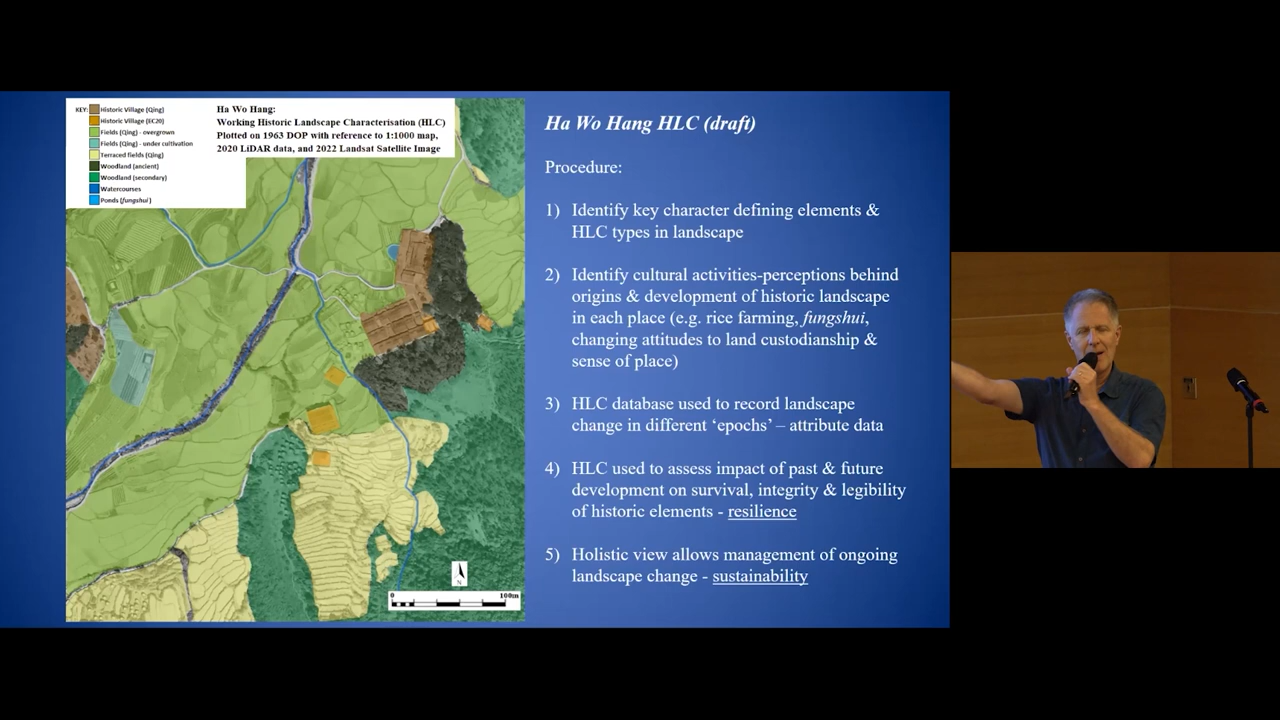 KEY: Historic Village (Qing)
Historic Village (EC20)
Fields (Qing) - overgrown
Fields (Qing) - under cultivation
Terraced fields (Qing)
Woodland (ancient)
Woodland (secondary)
Watercourses
Ponds (fungshui)
Ha Wo Hang:
Working Historic Landscape Characterisation (HLC)
Plotted on 1963 DOP with reference to 1:1000 map,
2020 LiDAR data, and 2022 Landsat Satellite Image
N
0 100m
Ha Wo Hang HLC (draft)
Procedure:
1) Identify key character defining elements &
HLC types in landscape
2) Identify cultural activities-perceptions behind
origins & development of historic landscape
in each place (e.g. rice farming, fungshui,
changing attitudes to land custodianship &
sense of place)
3) HLC database used to record landscape
change in different ‘epochs’ – attribute data
4) HLC used to assess impact of past & future
development on survival, integrity & legibility
of historic elements - resilience
5) Holistic view allows management of ongoing
landscape change - sustainability